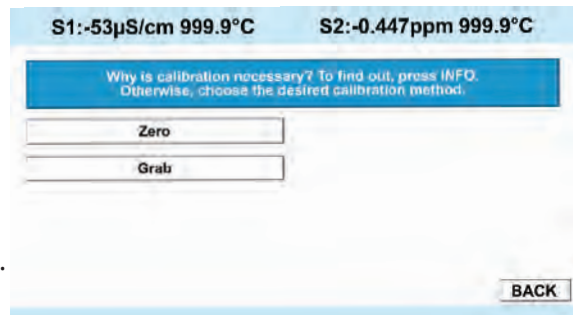 S1:-53µS/cm 999.9°C S2:-0.447ppm 999.9°C
Why is calibration necessary? To find out, press INFO.
Otherwise, choose the desired calibration method.
Zero
Grab
BACK